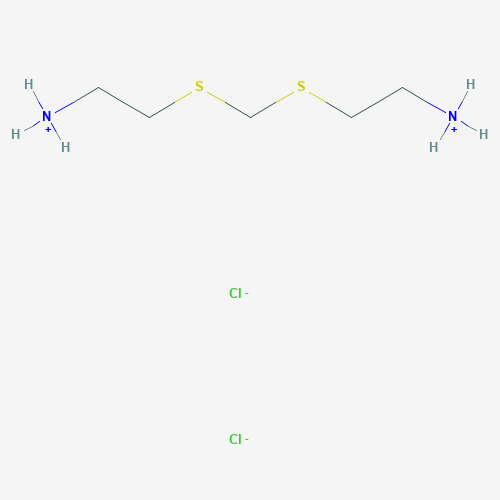 H S S H
N + N +
H H H H
Cl -
Cl -